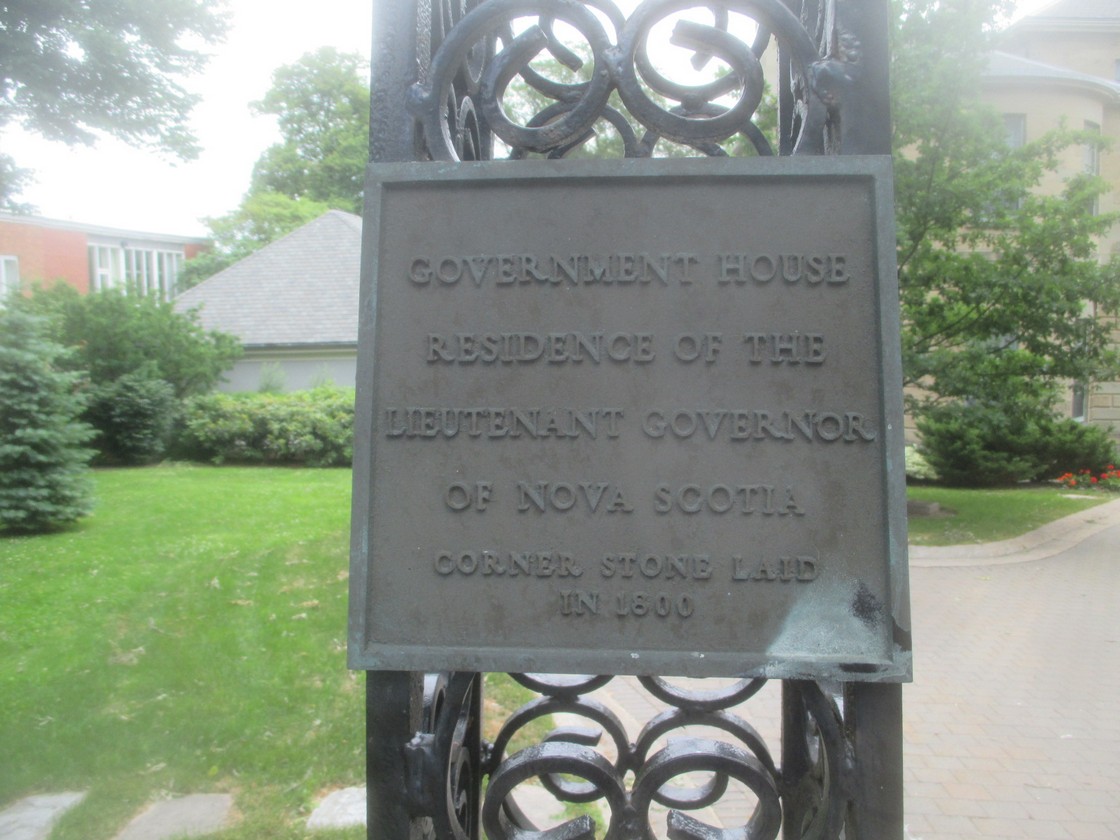 GOVERNMENT HOUSE
RESIDENCE OF THE
LIEUTENANT GOVERNOR
OF NOVA SCOTIA
CORNER STONE LAID
IN 1800